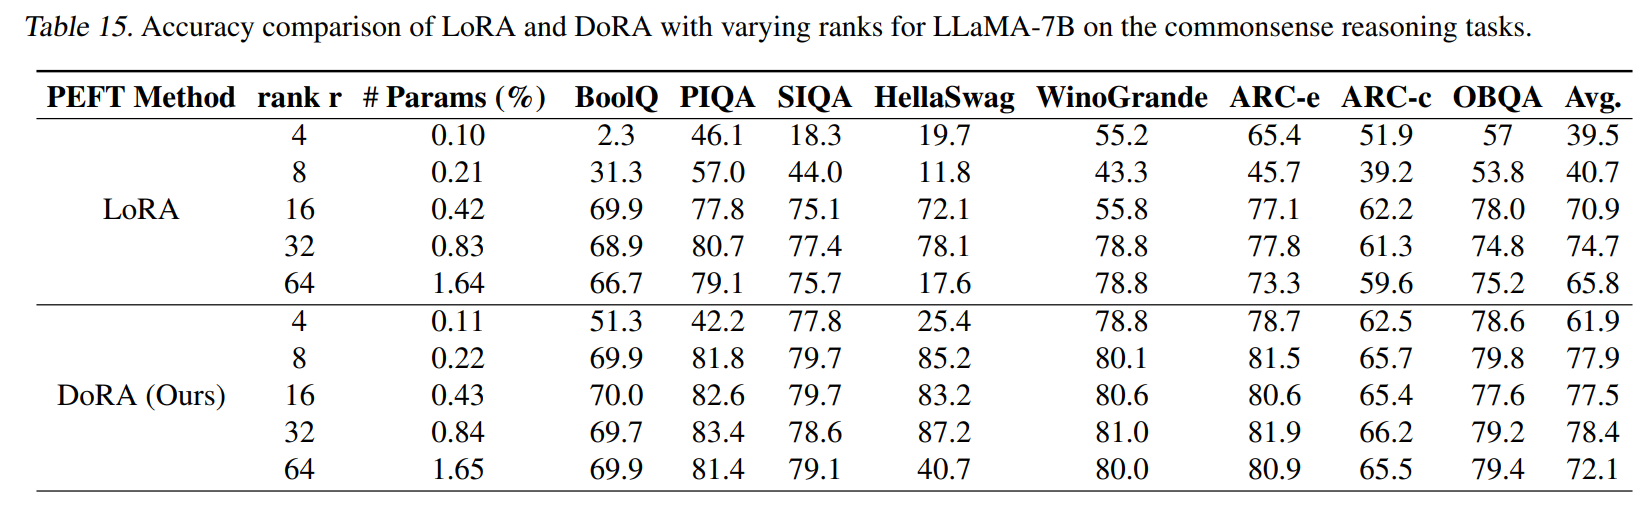 Table 15. Accuracy comparison of LoRA and DoRA with varying ranks for LLaMA-7B on the commonsense reasoning tasks.
PEFT Method rank r # Params (%) BoolQ PIQA SIQA HellaSwag WinoGrande ARC-e ARC-c OBQA Avg.
4 0.10 2.3 46.1 18.3 19.7 55.2 65.4 51.9 57 39.5
8 0.21 31.3 57.0 44.0 11.8 43.3 45.7 39.2 53.8 40.7
LoRA 16 0.42 69.9 77.8 75.1 72.1 55.8 77.1 62.2 78.0 70.9
32 0.83 68.9 80.7 77.4 78.1 78.8 77.8 61.3 74.8 74.7
64 1.64 66.7 79.1 75.7 17.6 78.8 73.3 59.6 75.2 65.8
4 0.11 51.3 42.2 77.8 25.4 78.8 78.7 62.5 78.6 61.9
8 0.22 69.9 81.8 79.7 85.2 80.1 81.5 65.7 79.8 77.9
DoRA (Ours) 16 0.43 70.0 82.6 79.7 83.2 80.6 80.6 65.4 77.6 77.5
32 0.84 69.7 83.4 78.6 87.2 81.0 81.9 66.2 79.2 78.4
64 1.65 69.9 81.4 79.1 40.7 80.0 80.9 65.5 79.4 72.1